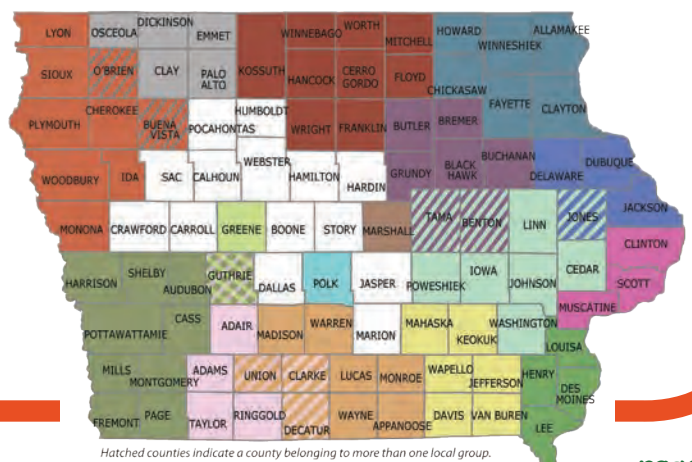 LYON OSCEOLA DICKINSON EMMET KOSSUTH WINNEBAGO WORTH MITCHELL HOWARD WINNESHIEK ALLAMAKEE
SIOUX O'BRIEN CLAY PALO ALTO HANCOCK CERRO GORDO FLOYD CHICKASAW
PLYMOUTH CHEROKEE BUENA VISTA POCAHONTAS HUMBOLDT WRIGHT FRANKLIN BUTLER BREMER FAYETTE CLAYTON
WOODBURY IDA SAC CALHOUN WEBSTER HAMILTON HARDIN GRUNDY BLACK HAWK BUCHANAN DELAWARE DUBUQUE
MONONA CRAWFORD CARROLL GREENE BOONE STORY MARSHALL TAMA BENTON LINN JONES JACKSON
HARRISON SHELBY AUDUBON GUTHRIE DALLAS POLK JASPER POWESHIEK IOWA JOHNSON CEDAR CLINTON SCOTT
POTTAWATTAMIE CASS ADAIR MADISON WARREN MARION MAHASKA KEOKUK WASHINGTON MUSCATINE LOUISA
MILLS MONTGOMERY ADAMS UNION CLARKE LUCAS MONROE WAPELLO JEFFERSON HENRY DES MOINES
FREMONT PAGE TAYLOR RINGGOLD DECATUR WAYNE APPANOOSE DAVIS VAN BUREN LEE
Hatched counties indicate a county belonging to more than one local group.